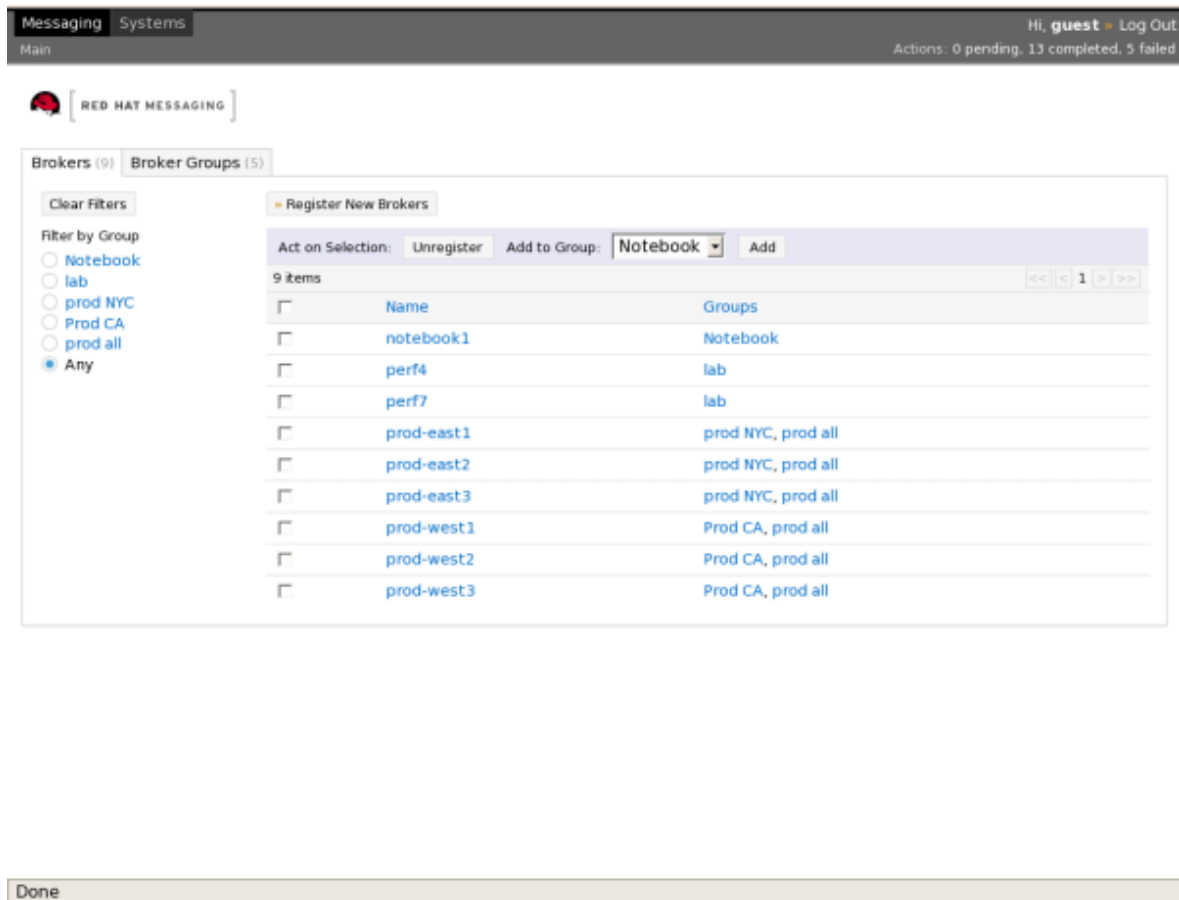 Messaging Systems Hi, guest » Log Out
Main Actions: 0 pending, 13 completed, 5 failed
RED HAT MESSAGING
Brokers (9) Broker Groups (5)
Clear Filters » Register New Brokers
Filter by Group
Notebook
lab
prod NYC
Prod CA
prod all
Any
Act on Selection: Unregister Add to Group: Notebook Add
9 items << < 1 > >>
Name Groups
notebook1 Notebook
perf4 lab
perf7 lab
prod-east1 prod NYC, prod all
prod-east2 prod NYC, prod all
prod-east3 prod NYC, prod all
prod-west1 Prod CA, prod all
prod-west2 Prod CA, prod all
prod-west3 Prod CA, prod all
Done